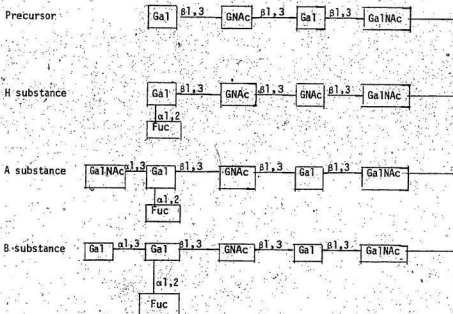 Precursor Gal β1,3 GNAc β1,3 Gal β1,3 GalNAc
H substance Gal β1,3 GNAc β1,3 GNAc β1,3 GalNAc
α1,2
Fuc
A substance GalNAc α1,3 Gal β1,3 GNAc β1,3 Gal β1,3 GalNAc
α1,2
Fuc
B substance Gal α1,3 Gal β1,3 GNAc β1,3 Gal β1,3 GalNAc
α1,2
Fuc